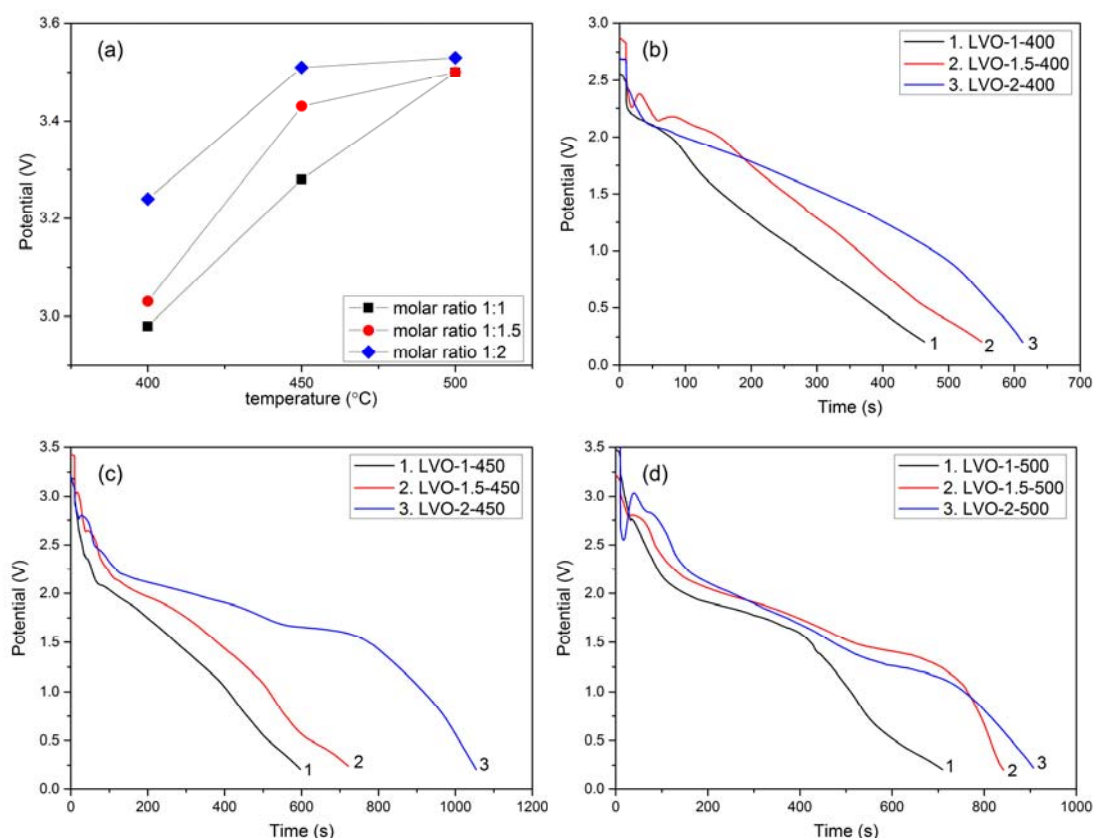 (a)
3.6
3.4
3.2
3.0
Potential (V)
400
450
500
temperature (°C)
molar ratio 1:1
molar ratio 1:1.5
molar ratio 1:2
(b)
3.0
2.5
2.0
1.5
1.0
0.5
0.0
Potential (V)
1. LVO-1-400
2. LVO-1.5-400
3. LVO-2-400
1
2
3
0
100
200
300
400
500
600
700
Time (s)
(c)
3.5
3.0
2.5
2.0
1.5
1.0
0.5
0.0
Potential (V)
1. LVO-1-450
2. LVO-1.5-450
3. LVO-2-450
1
2
3
0
200
400
600
800
1000
1200
Time (s)
(d)
3.5
3.0
2.5
2.0
1.5
1.0
0.5
0.0
Potential (V)
1. LVO-1-500
2. LVO-1.5-500
3. LVO-2-500
1
2
3
0
200
400
600
800
1000
Time (s)